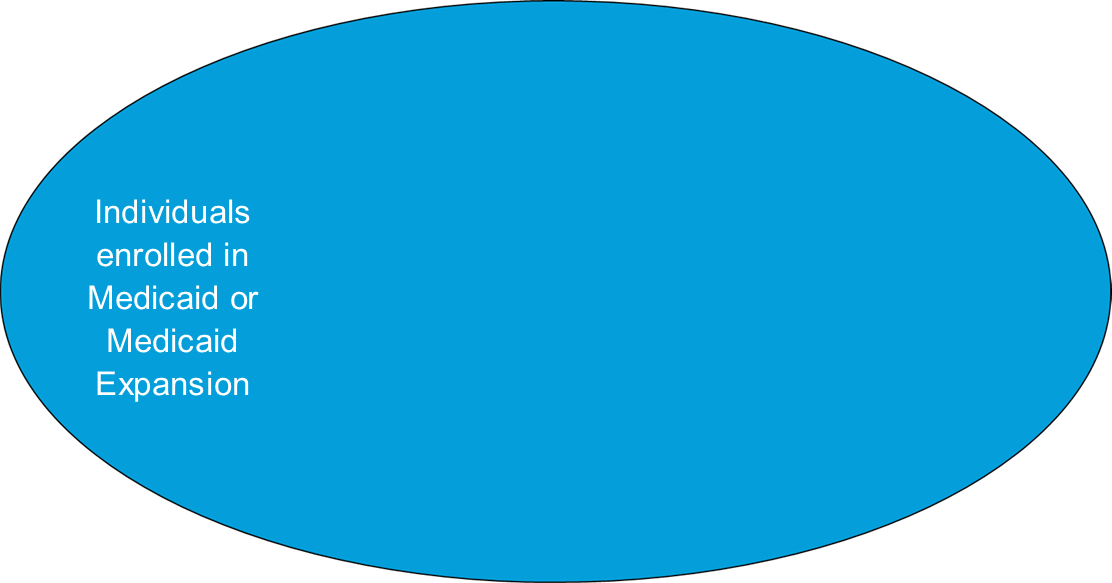 Individuals
enrolled in
Medicaid or
Medicaid
Expansion